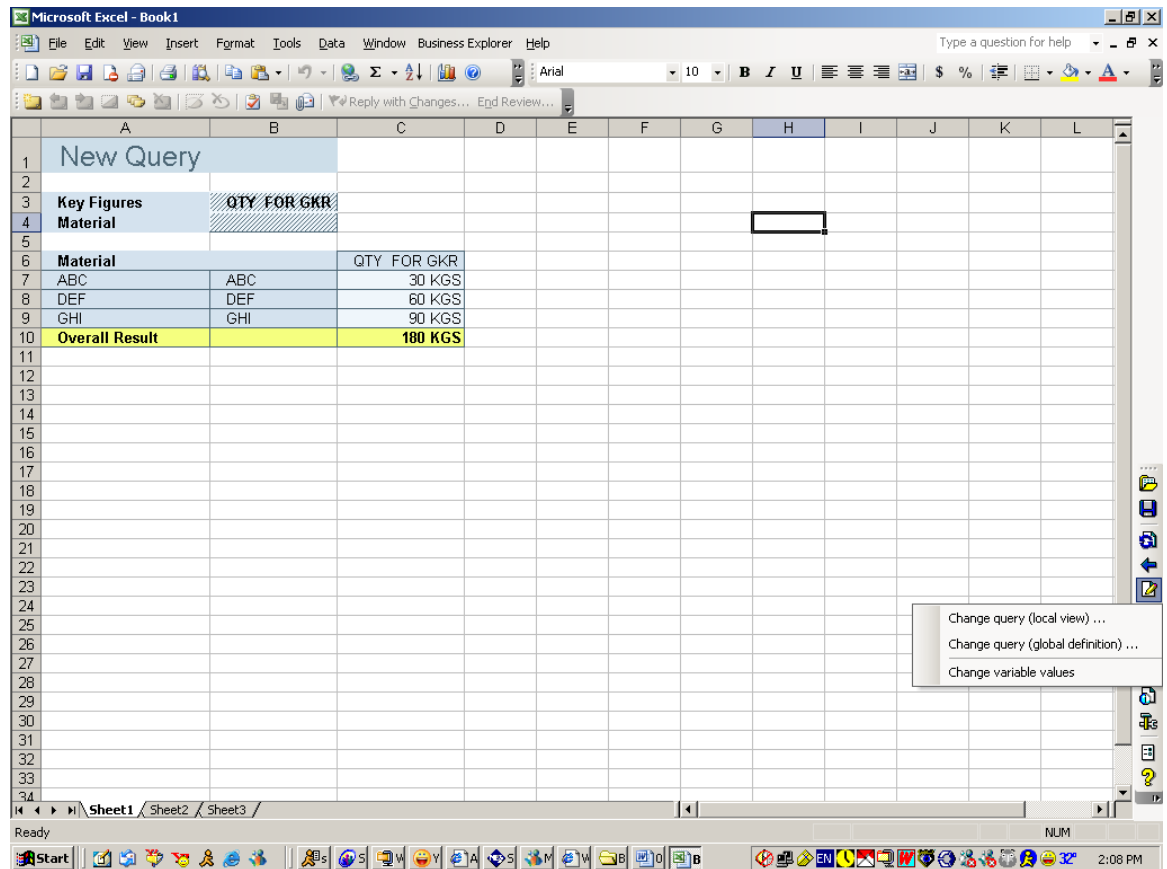 Microsoft Excel - Book1
File Edit View Insert Format Tools Data Window Business Explorer Help Type a question for help
Arial 10 B I U $ %
Reply with Changes... End Review...
A B C D E F G H I J K L
1 New Query
2
3 Key Figures QTY FOR GKR
4 Material
5
6 Material QTY FOR GKR
7 ABC ABC 30 KGS
8 DEF DEF 60 KGS
9 GHI GHI 90 KGS
10 Overall Result 180 KGS
11
12
13
14
15
16
17
18
19
20
21
22
23
24
25
26
27
28
29
30
31
32
33
34
Change query (local view) ...
Change query (global definition) ...
Change variable values
Sheet1 Sheet2 Sheet3
Ready NUM
Start s S W Y A S M W B O B EN 32° 2:08 PM